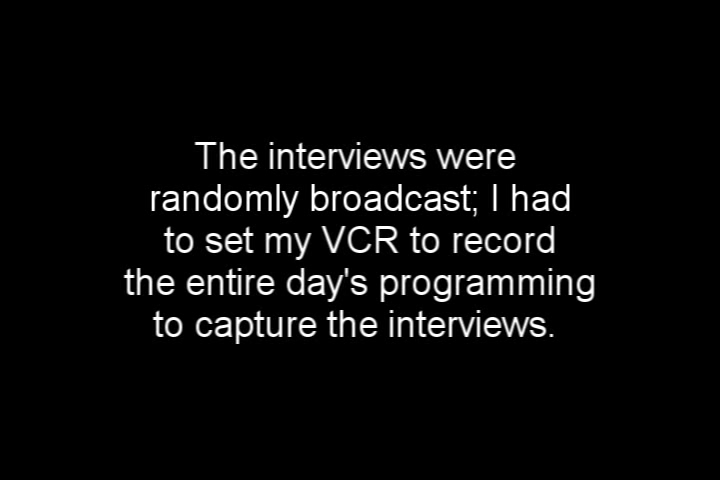 The interviews were
randomly broadcast; I had
to set my VCR to record
the entire day's programming
to capture the interviews.